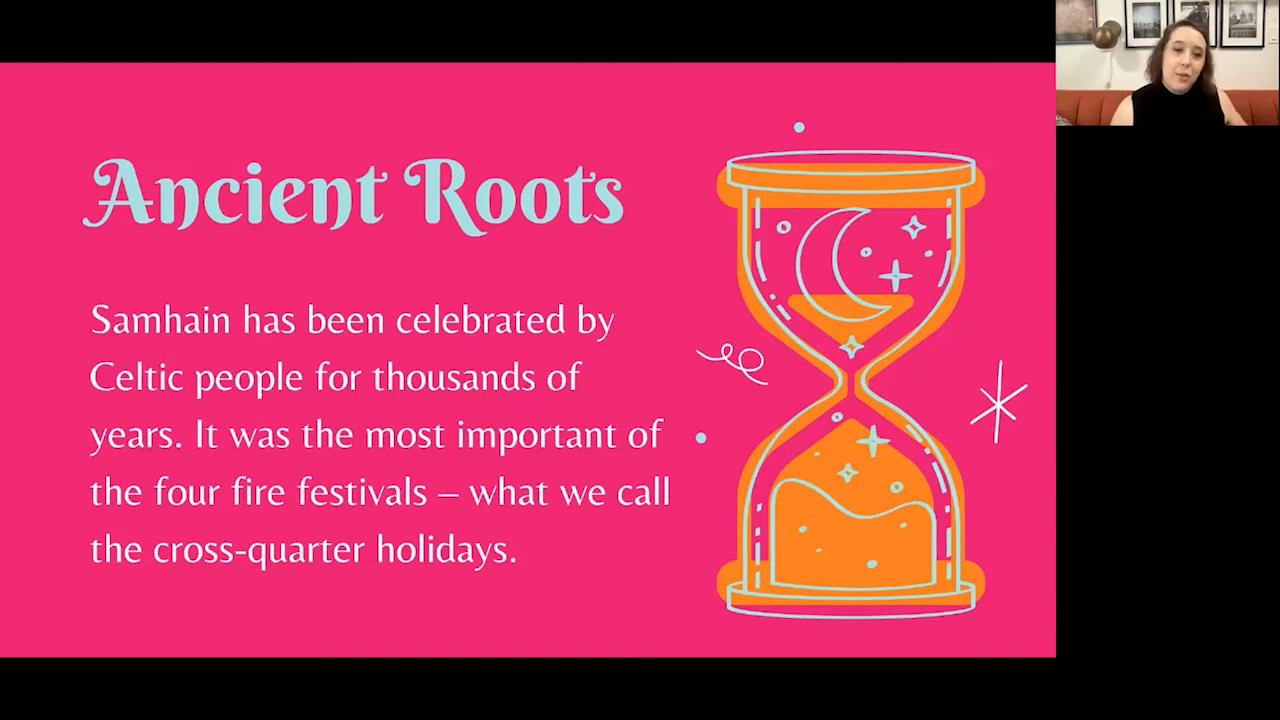 Ancient Roots
Samhain has been celebrated by
Celtic people for thousands of
years. It was the most important of
the four fire festivals – what we call
the cross-quarter holidays.